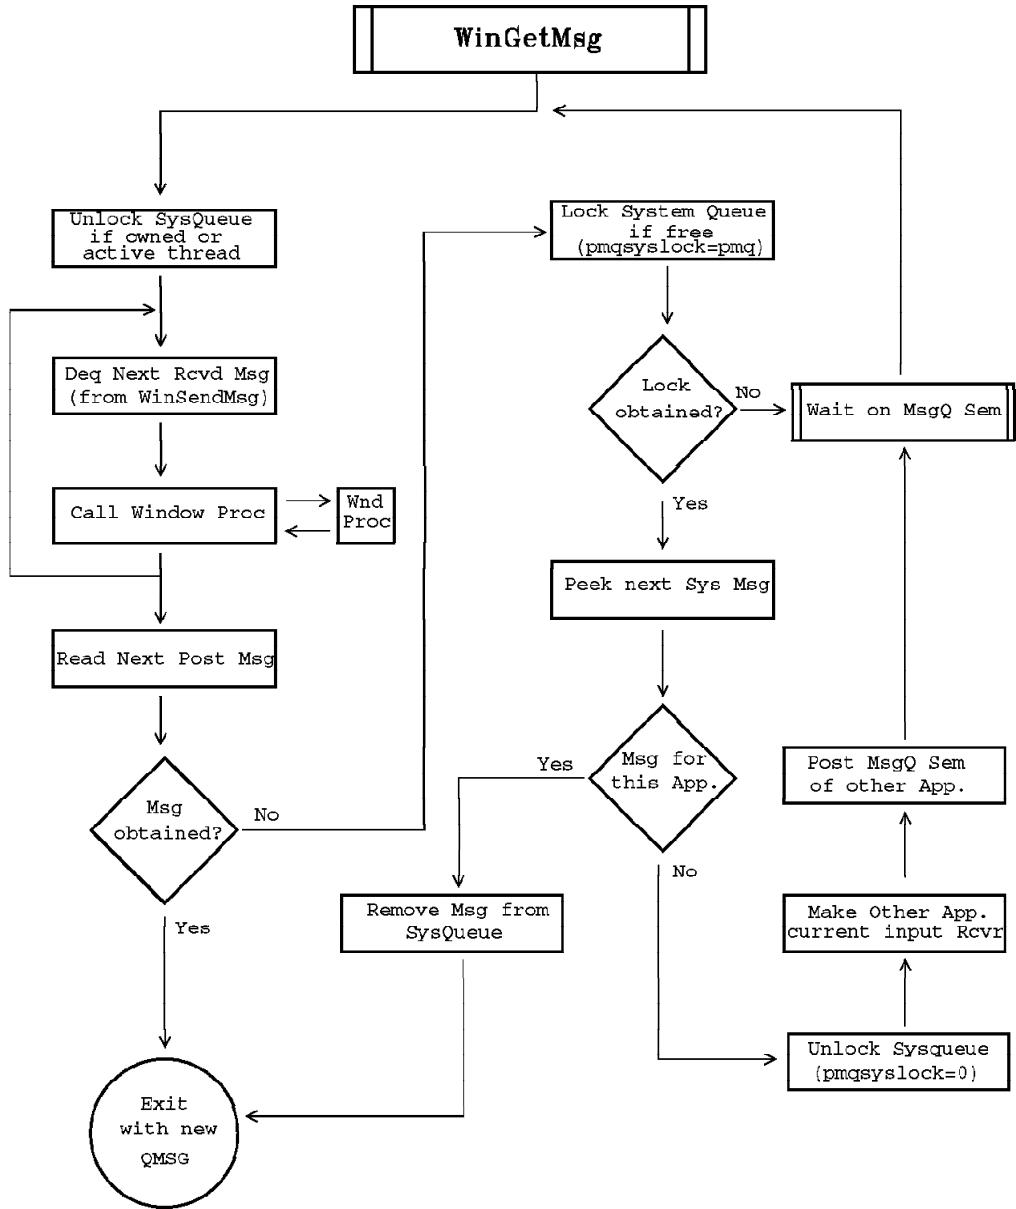 WinGetMsg
Unlock SysQueue
if owned or
active thread
Deq Next Rcvd Msg
(from WinSendMsg)
Call Window Proc
Wnd
Proc
Read Next Post Msg
Msg
obtained?
No
Yes
Exit
with new
QMSG
Lock System Queue
if free
(pmqsyslock=pmq)
Lock
obtained?
No
Yes
Wait on MsgQ Sem
Peek next Sys Msg
Msg for
this App.
Yes
No
Remove Msg from
SysQueue
Unlock Sysqueue
(pmqsyslock=0)
Make Other App.
current input Rcvr
Post MsgQ Sem
of other App.